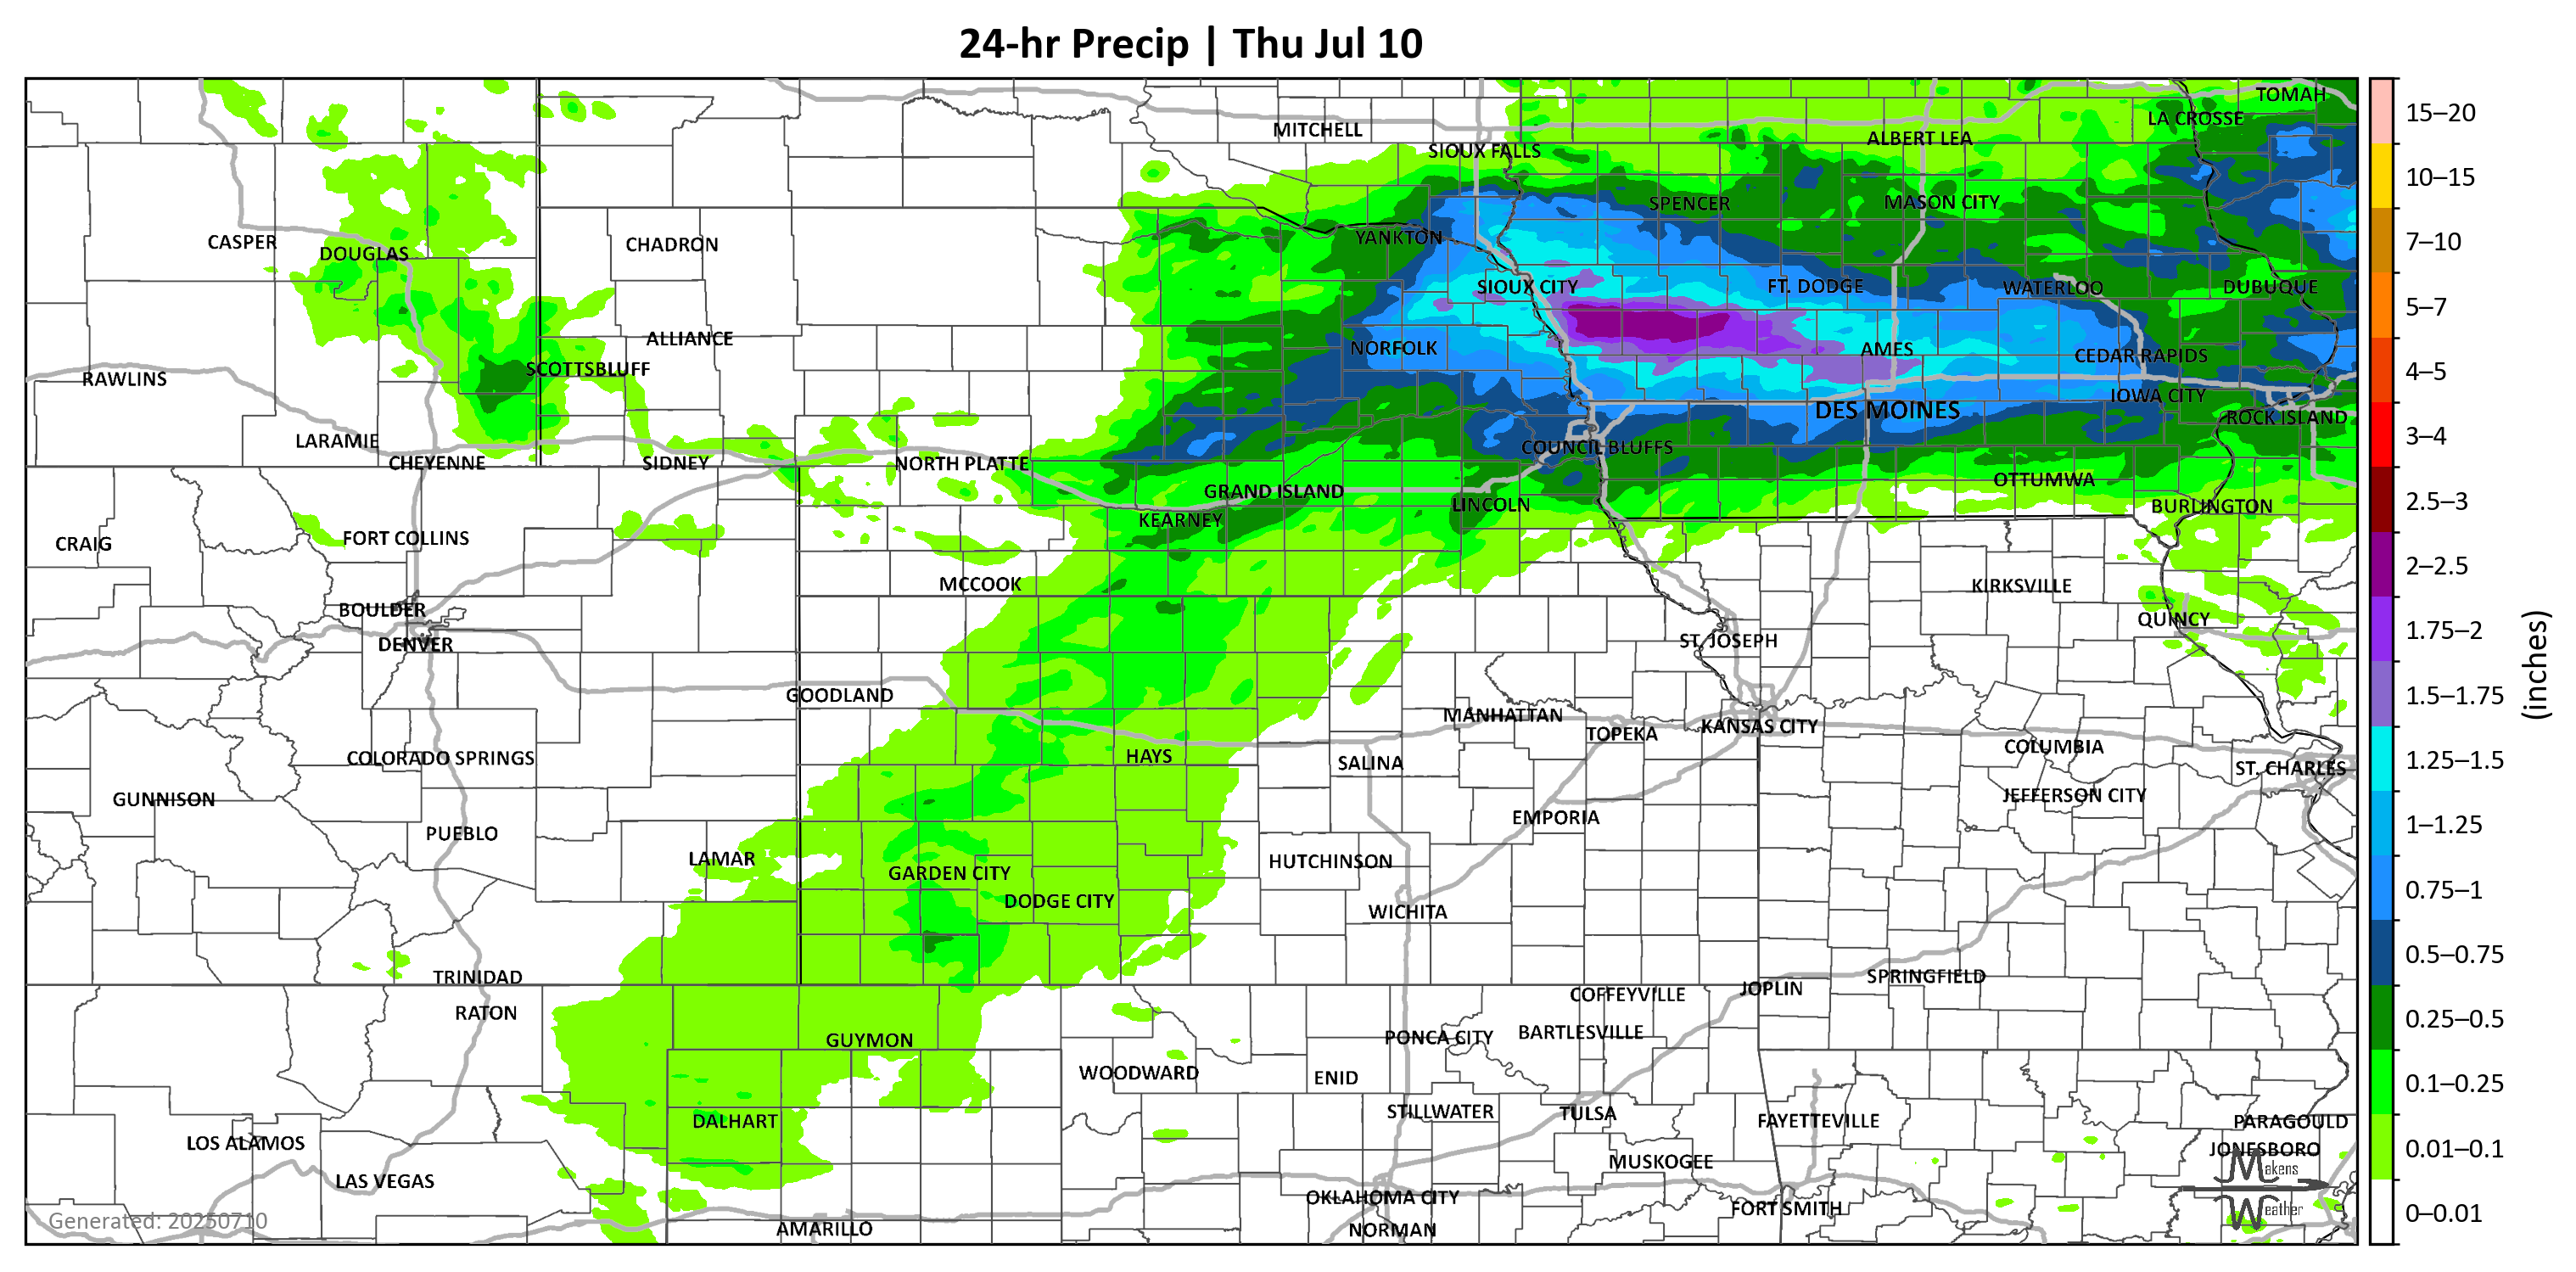 24-hr Precip | Thu Jul 10
TOMAH
LA CROSSE
MITCHELL
ALBERT LEA
SIOUX FALLS
MASON CITY
SPENCER
YANKTON
CASPER
CHADRON
DOUGLAS
SIOUX CITY
FT. DODGE
WATERLOO
DUBUQUE
ALLIANCE
NORFOLK
AMES
CEDAR RAPIDS
SCOTTSBLUFF
RAWLINS
IOWA CITY
DES MOINES
ROCK ISLAND
LARAMIE
COUNCIL BLUFFS
CHEYENNE
SIDNEY
NORTH PLATTE
OTTUMWA
GRAND ISLAND
LINCOLN
BURLINGTON
KEARNEY
FORT COLLINS
CRAIG
MCCOOK
KIRKSVILLE
BOULDER
QUINCY
DENVER
ST. JOSEPH
GOODLAND
MANHATTAN
KANSAS CITY
TOPEKA
COLUMBIA
COLORADO SPRINGS
HAYS
SALINA
ST. CHARLES
GUNNISON
JEFFERSON CITY
EMPORIA
PUEBLO
LAMAR
HUTCHINSON
GARDEN CITY
DODGE CITY
WICHITA
TRINIDAD
SPRINGFIELD
JOPLIN
COFFEYVILLE
RATON
BARTLESVILLE
PONCA CITY
GUYMON
WOODWARD
ENID
STILLWATER
TULSA
DALHART
FAYETTEVILLE
PARAGOULD
LOS ALAMOS
JONESBORO
MUSKOGEE
LAS VEGAS
OKLAHOMA CITY
FORT SMITH
AMARILLO
NORMAN
Generated: 20250710
Makens
Weather
15–20
10–15
7–10
5–7
4–5
3–4
2.5–3
2–2.5
1.75–2
1.5–1.75
1.25–1.5
1–1.25
0.75–1
0.5–0.75
0.25–0.5
0.1–0.25
0.01–0.1
0–0.01
(inches)